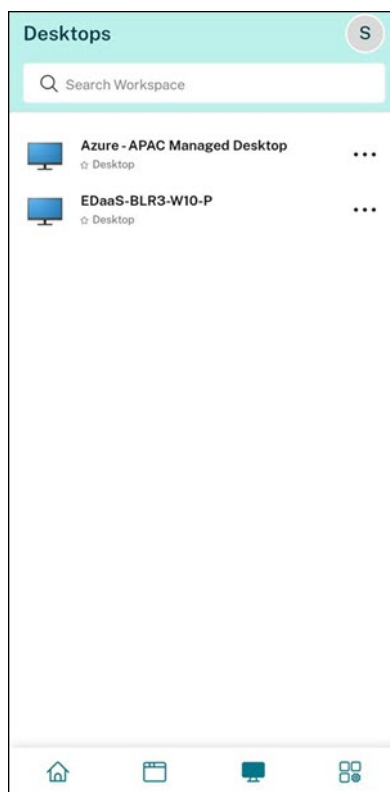 Desktops
S
Search Workspace
Azure - APAC Managed Desktop
Desktop
EDaaS-BLR3-W10-P
Desktop